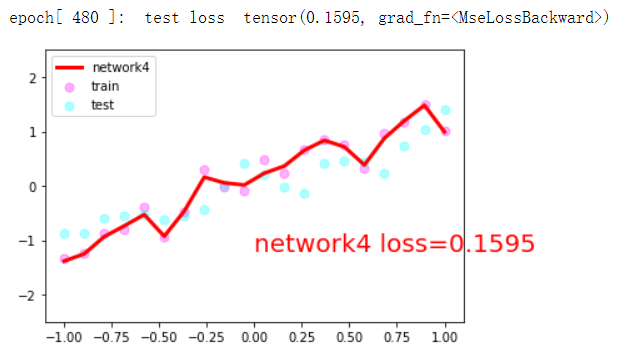 epoch[ 480 ]:  test loss  tensor(0.1595, grad_fn=<MseLossBackward>)
network4
train
test
2
1
0
−1
−2
network4 loss=0.1595
−1.00 −0.75 −0.50 −0.25 0.00 0.25 0.50 0.75 1.00